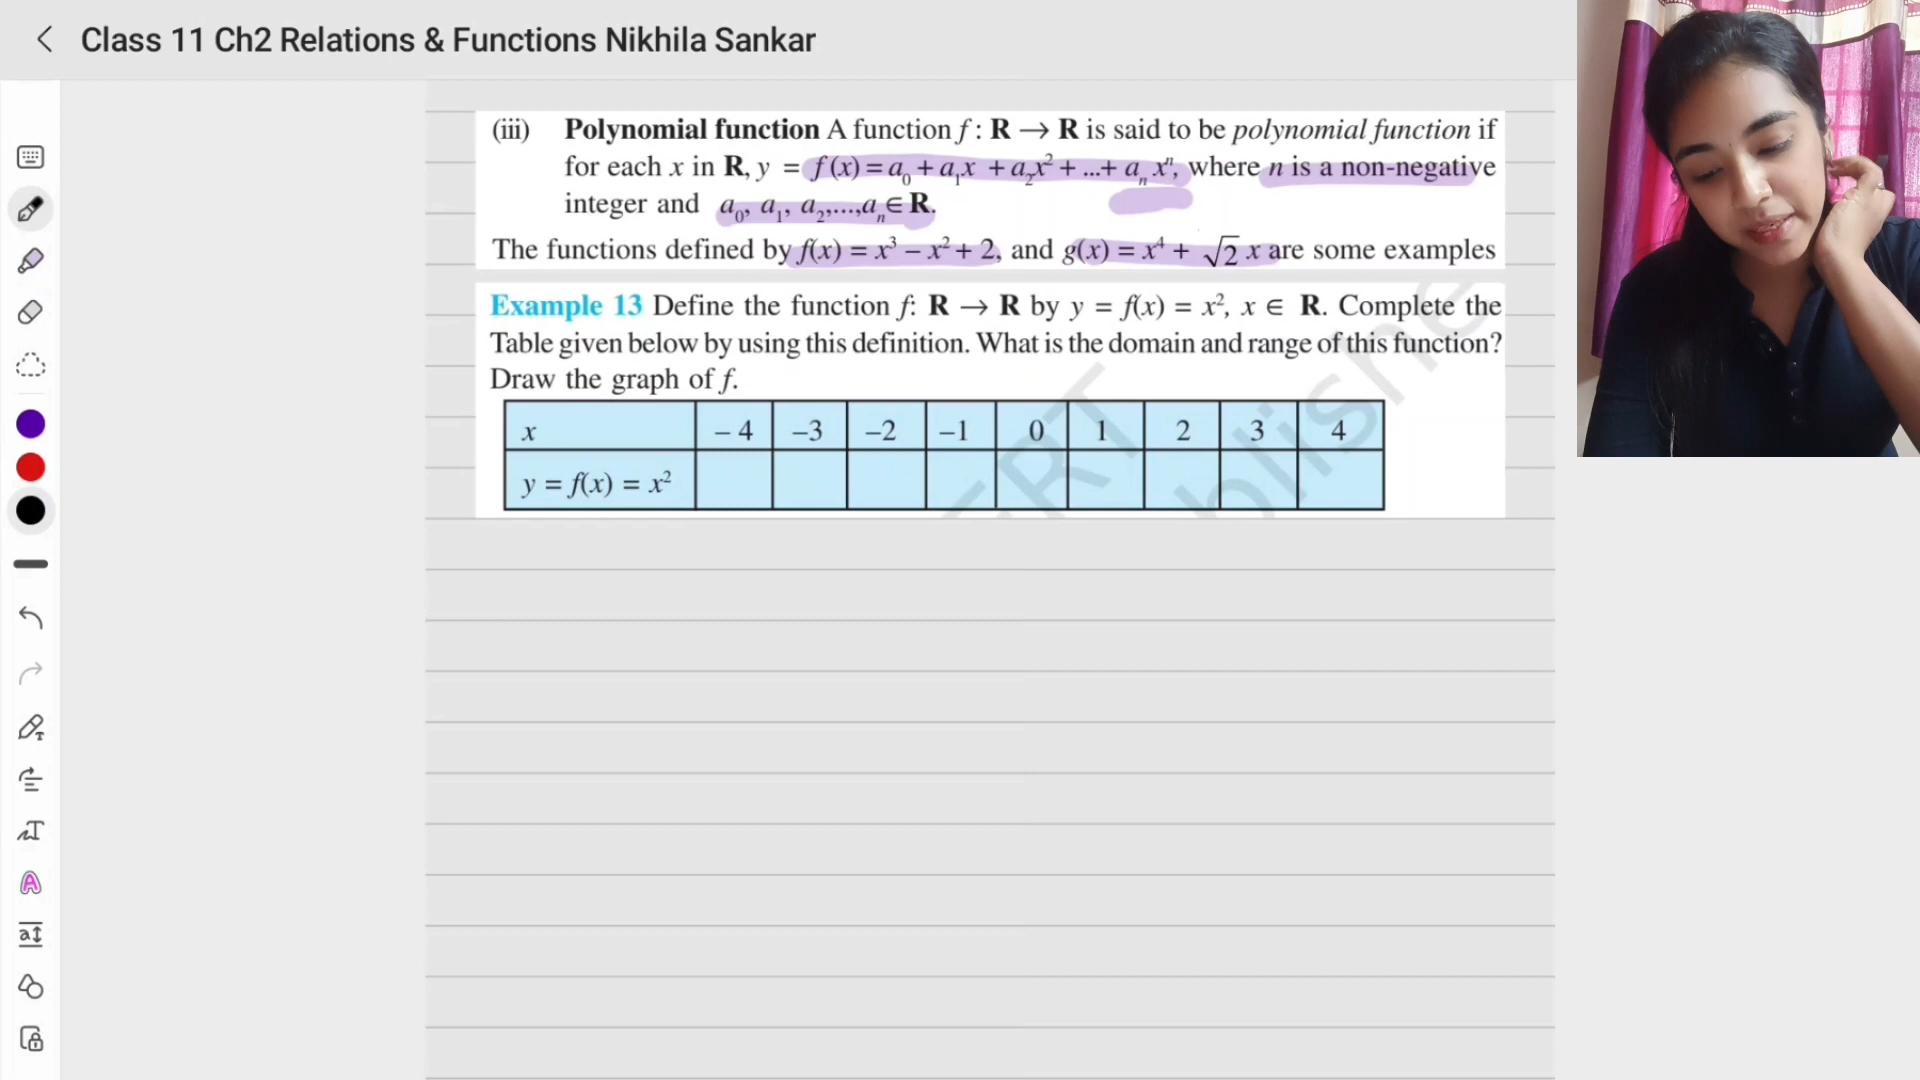 Class 11 Ch2 Relations & Functions Nikhila Sankar
(iii) Polynomial function A function f : R → R is said to be polynomial function if
for each x in R, y = f (x) = a₀ + a₁x + a₂x² + ...+ aₙ xⁿ, where n is a non-negative
integer and a₀, a₁, a₂,...,aₙ ∈ R.
The functions defined by f(x) = x³ – x² + 2, and g(x) = x⁴ + √2 x are some examples
Example 13 Define the function f: R → R by y = f(x) = x², x ∈ R. Complete the
Table given below by using this definition. What is the domain and range of this function?
Draw the graph of f.
x – 4 –3 –2 –1 0 1 2 3 4
y = f(x) = x²